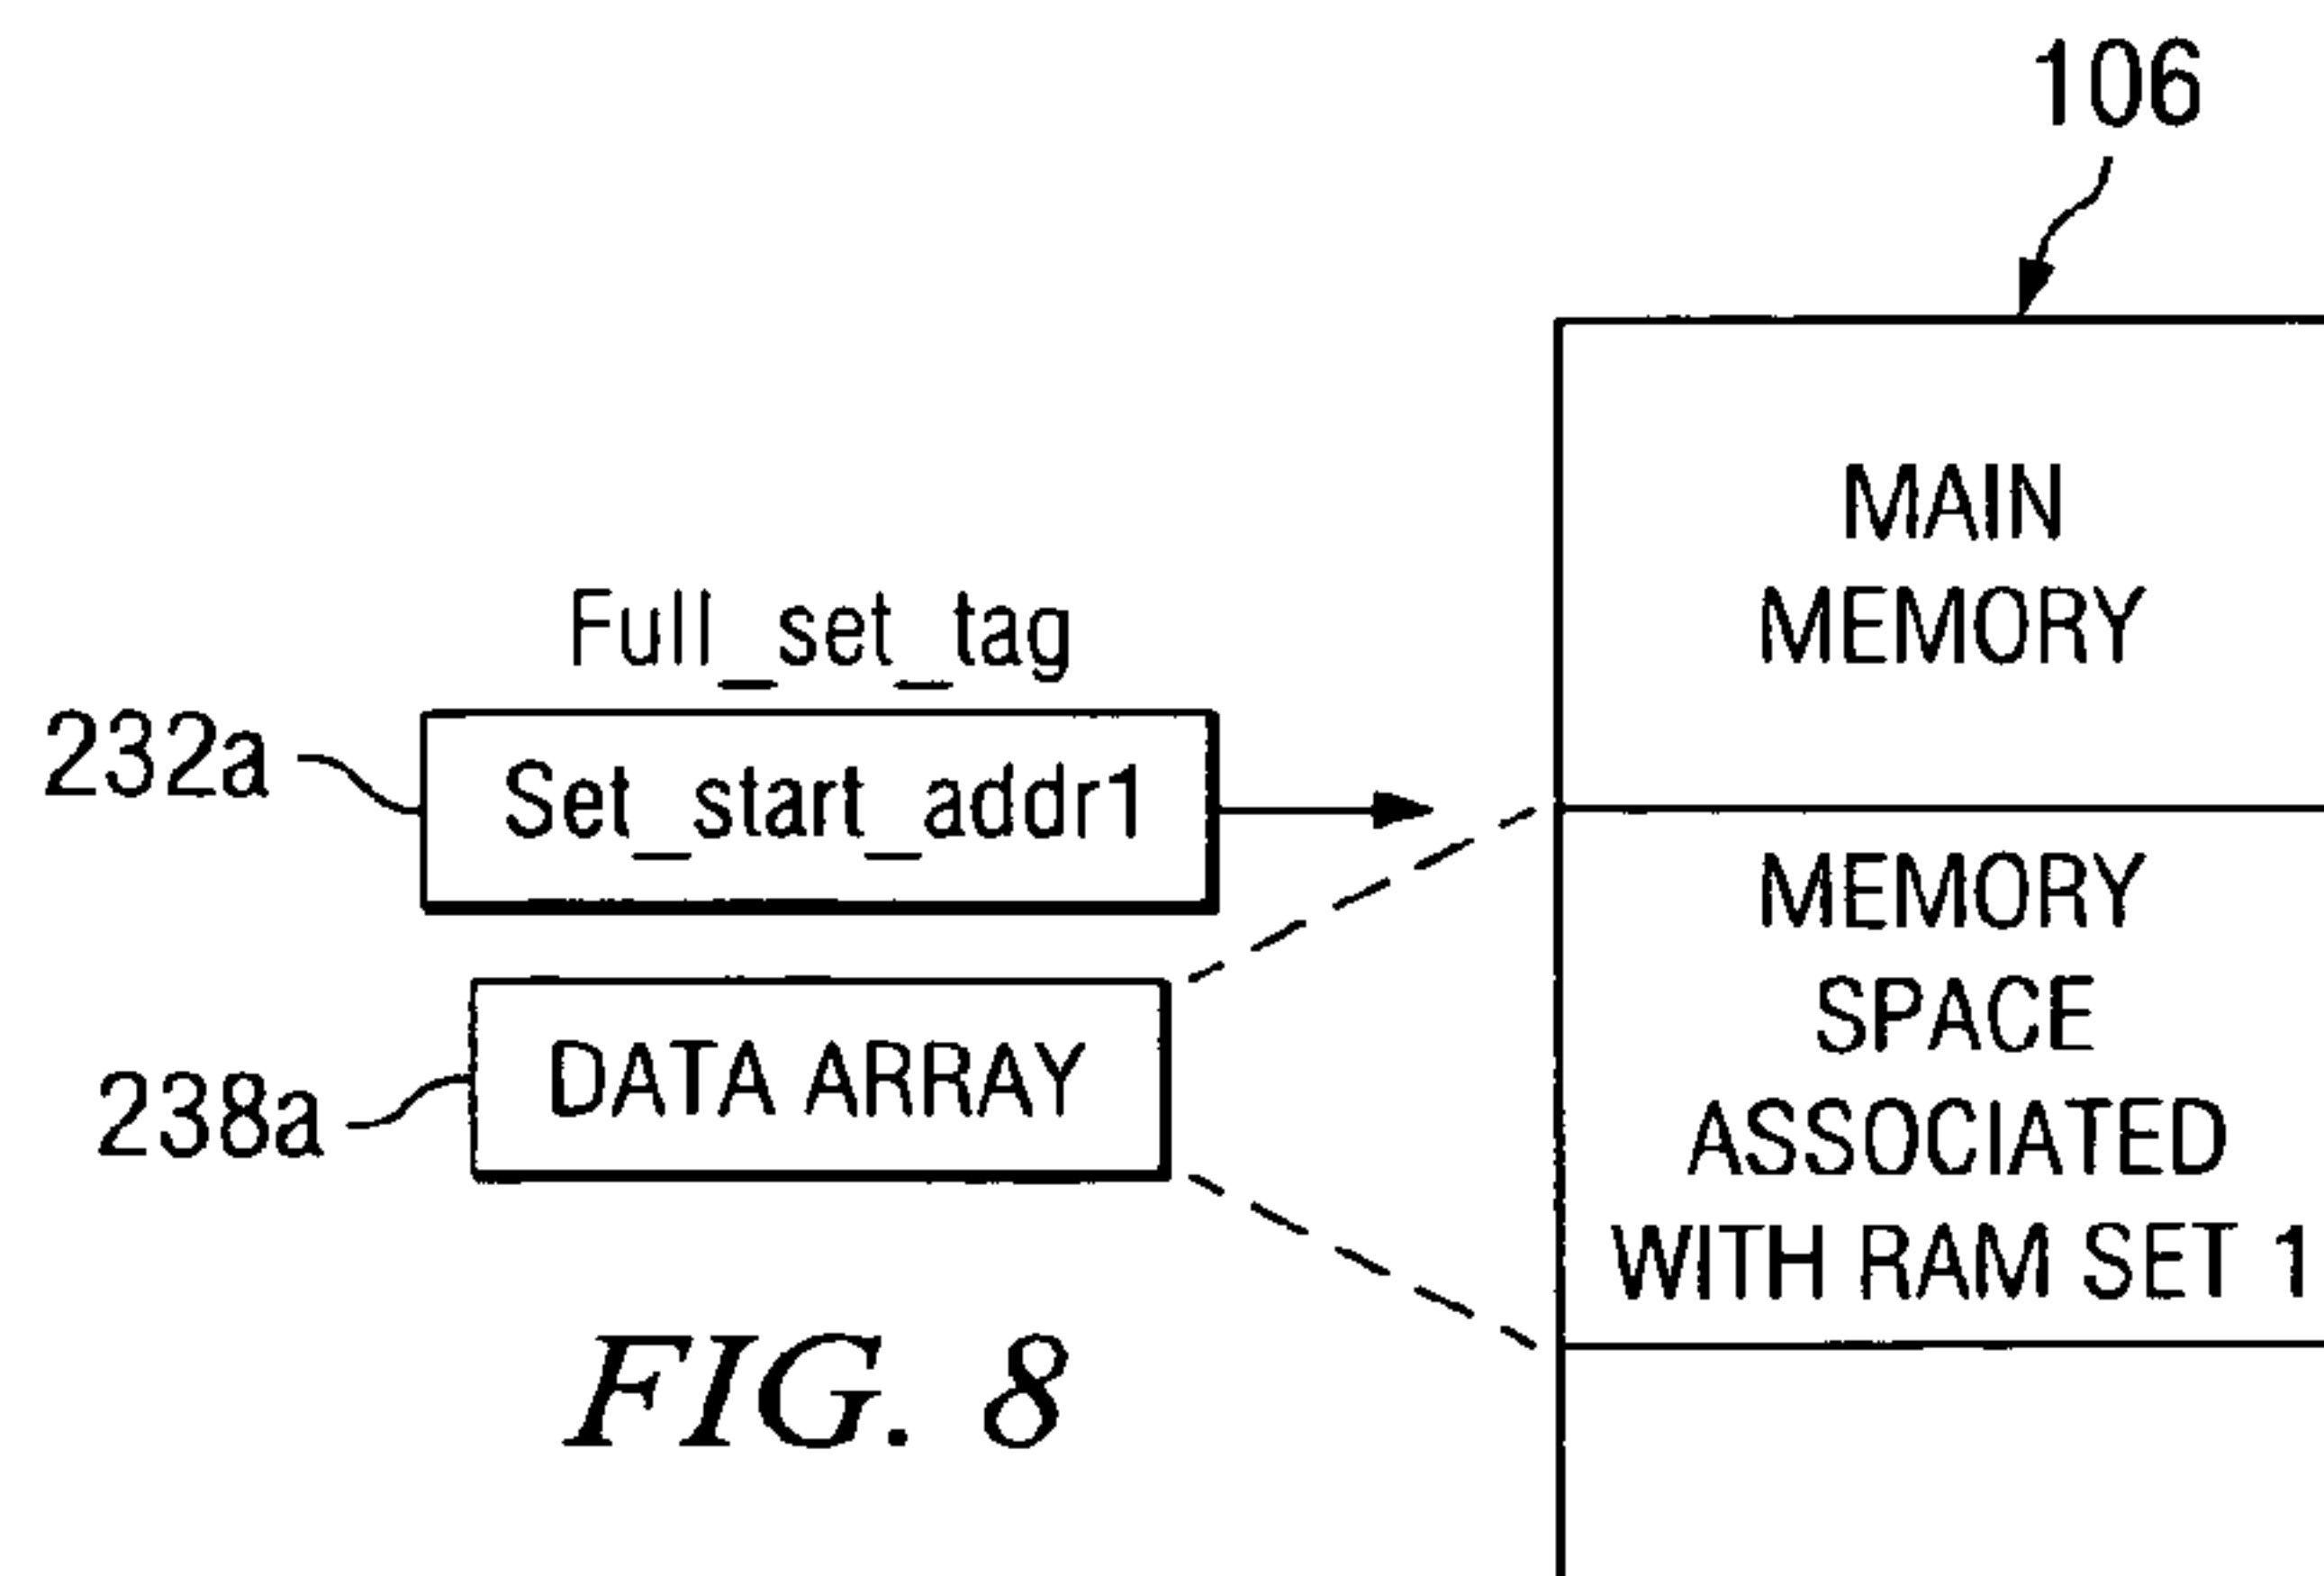 106
MAIN
MEMORY
Full_set_tag
232a
Set_start_addr1
MEMORY
SPACE
ASSOCIATED
WITH RAM SET 1
238a
DATA ARRAY
FIG. 8